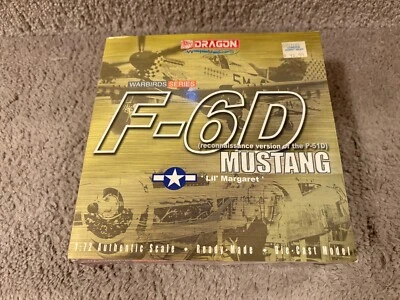 DRAGON
WARBIRDS SERIES
F-6D
(reconnaissance version of the P-51D)
MUSTANG
'Lil' Margaret'
1:72 Authentic Scale • Ready Made • Die-Cast Model